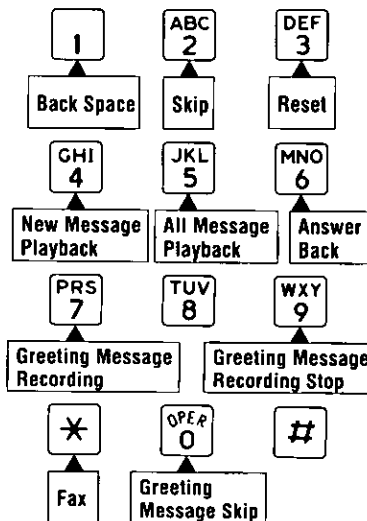 1
ABC
2
DEF
3
Back Space
Skip
Reset
GHI
4
JKL
5
MNO
6
New Message
Playback
All Message
Playback
Answer
Back
PRS
7
TUV
8
WXY
9
Greeting Message
Recording
Greeting Message
Recording Stop
*
OPER
0
#
Fax
Greeting
Message Skip